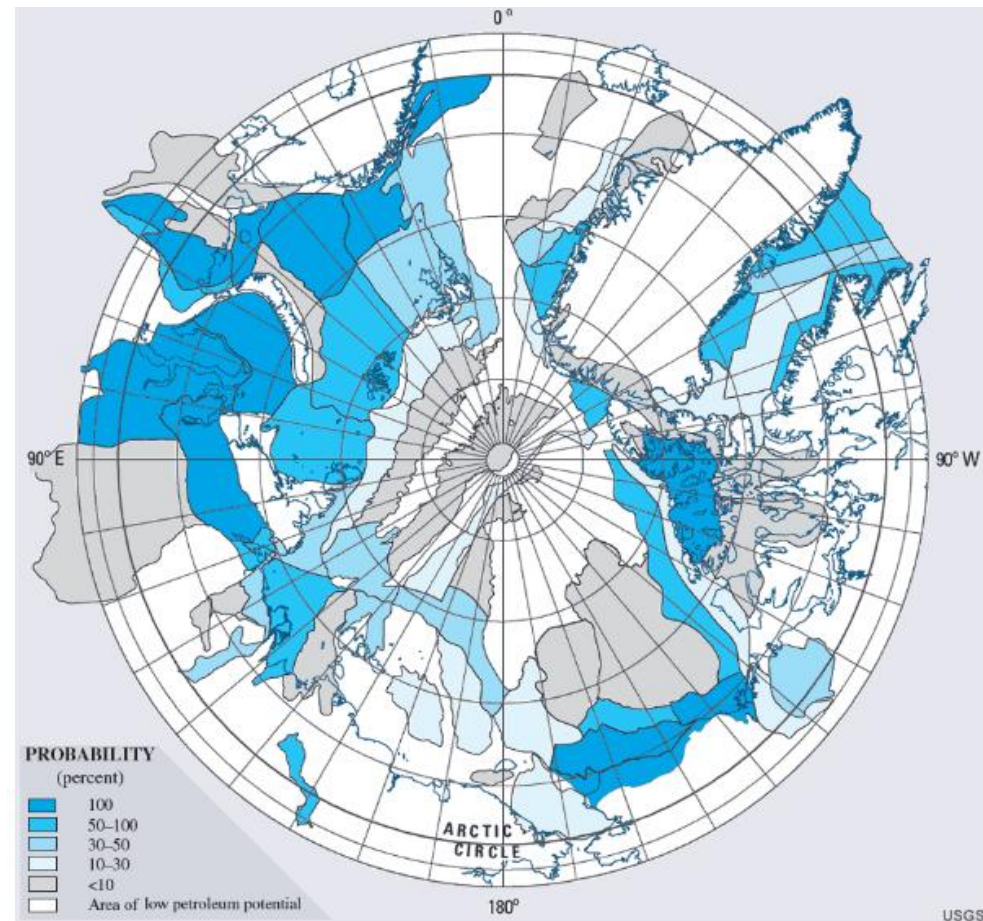 0°
90°E
90°W
PROBABILITY
(percent)
100
50–100
30–50
10–30
<10
Area of low petroleum potential
ARCTIC
CIRCLE
180°
USGS